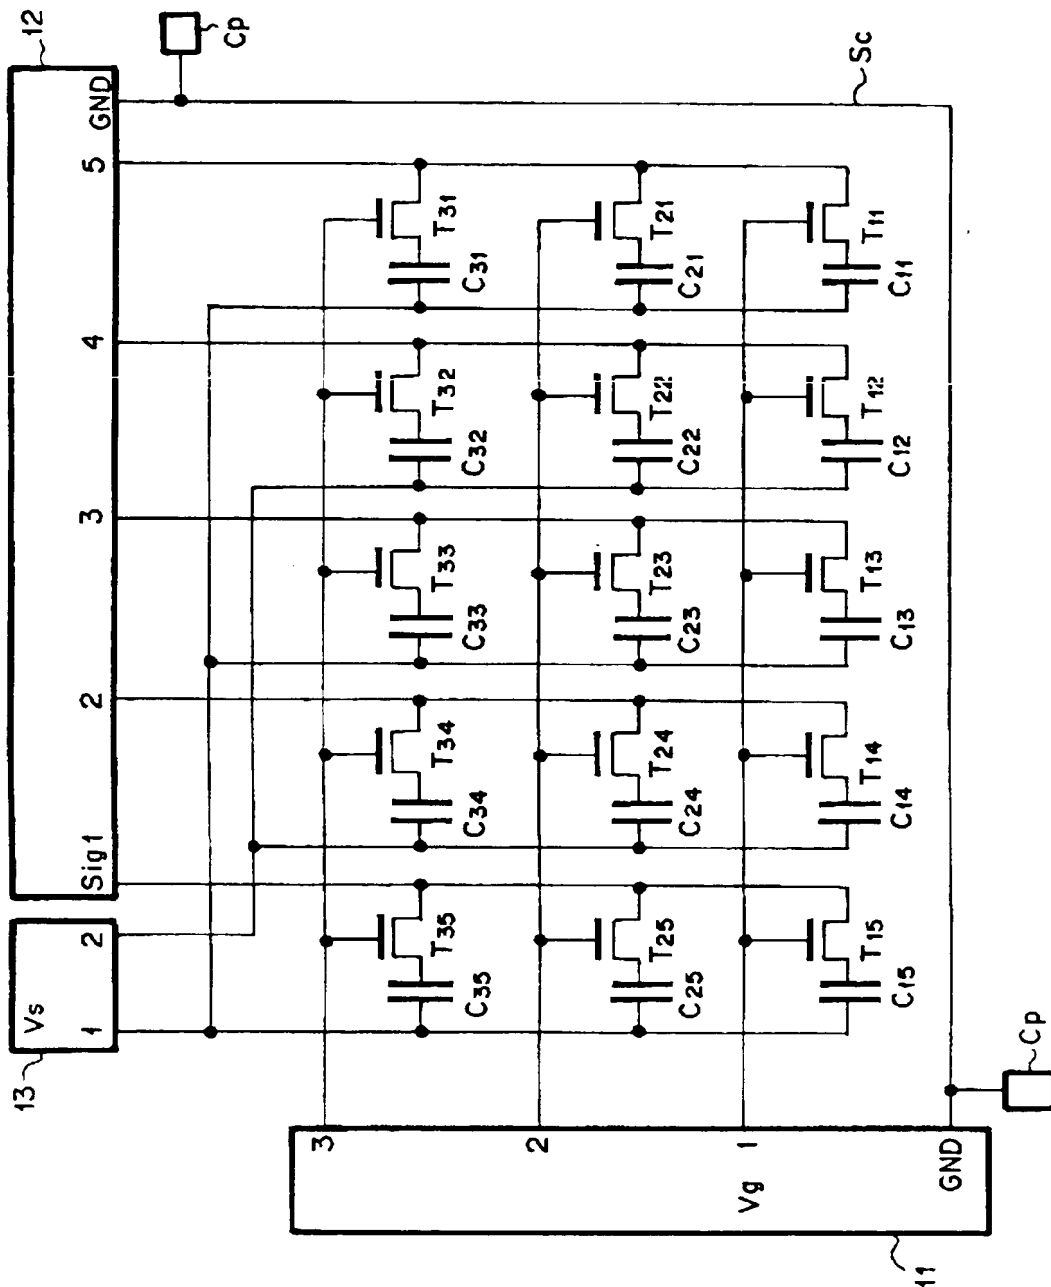 13
12
Vs
1 2
Sig1 2 3 4 5 GND
Cp
3
T35 T34 T33 T32 T31
C35 C34 C33 C32 C31
2
T25 T24 T23 T22 T21
C25 C24 C23 C22 C21
Vg 1
Sc
T15 T14 T13 T12 T11
C15 C14 C13 C12 C11
11
GND
Cp